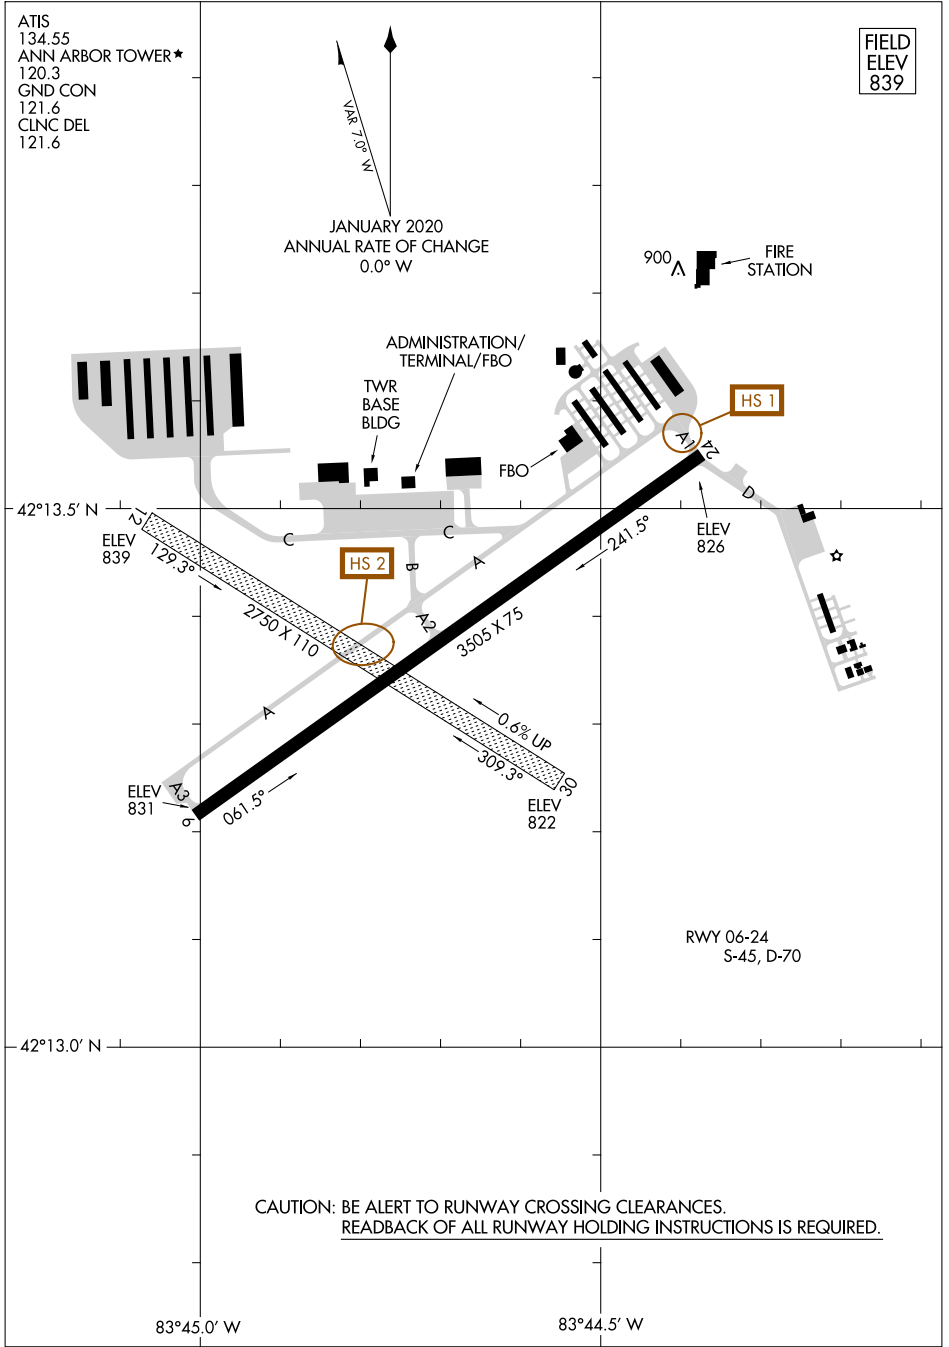 ATIS
134.55
ANN ARBOR TOWER★
120.3
GND CON
121.6
CLNC DEL
121.6
FIELD
ELEV
839
VAR 7.0° W
JANUARY 2020
ANNUAL RATE OF CHANGE
0.0° W
900
FIRE
STATION
ADMINISTRATION/
TERMINAL/FBO
TWR
BASE
BLDG
HS 1
FBO
A1
24
D
42°13.5' N
12
ELEV
839
129.3°
C
C
HS 2
B
A
241.5°
ELEV
826
2750 X 110
A2
3505 X 75
A
0.6% UP
309.3°
30
ELEV
822
ELEV
831
A3
6
061.5°
RWY 06-24
S-45, D-70
42°13.0' N
CAUTION: BE ALERT TO RUNWAY CROSSING CLEARANCES.
READBACK OF ALL RUNWAY HOLDING INSTRUCTIONS IS REQUIRED.
83°45.0' W
83°44.5' W